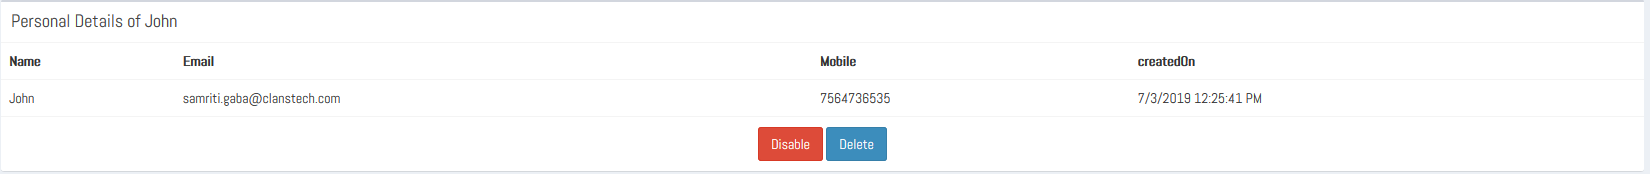 Personal Details of John
Name Email Mobile createdOn
John samriti.gaba@clanstech.com 7564736535 7/3/2019 12:25:41 PM
Disable Delete